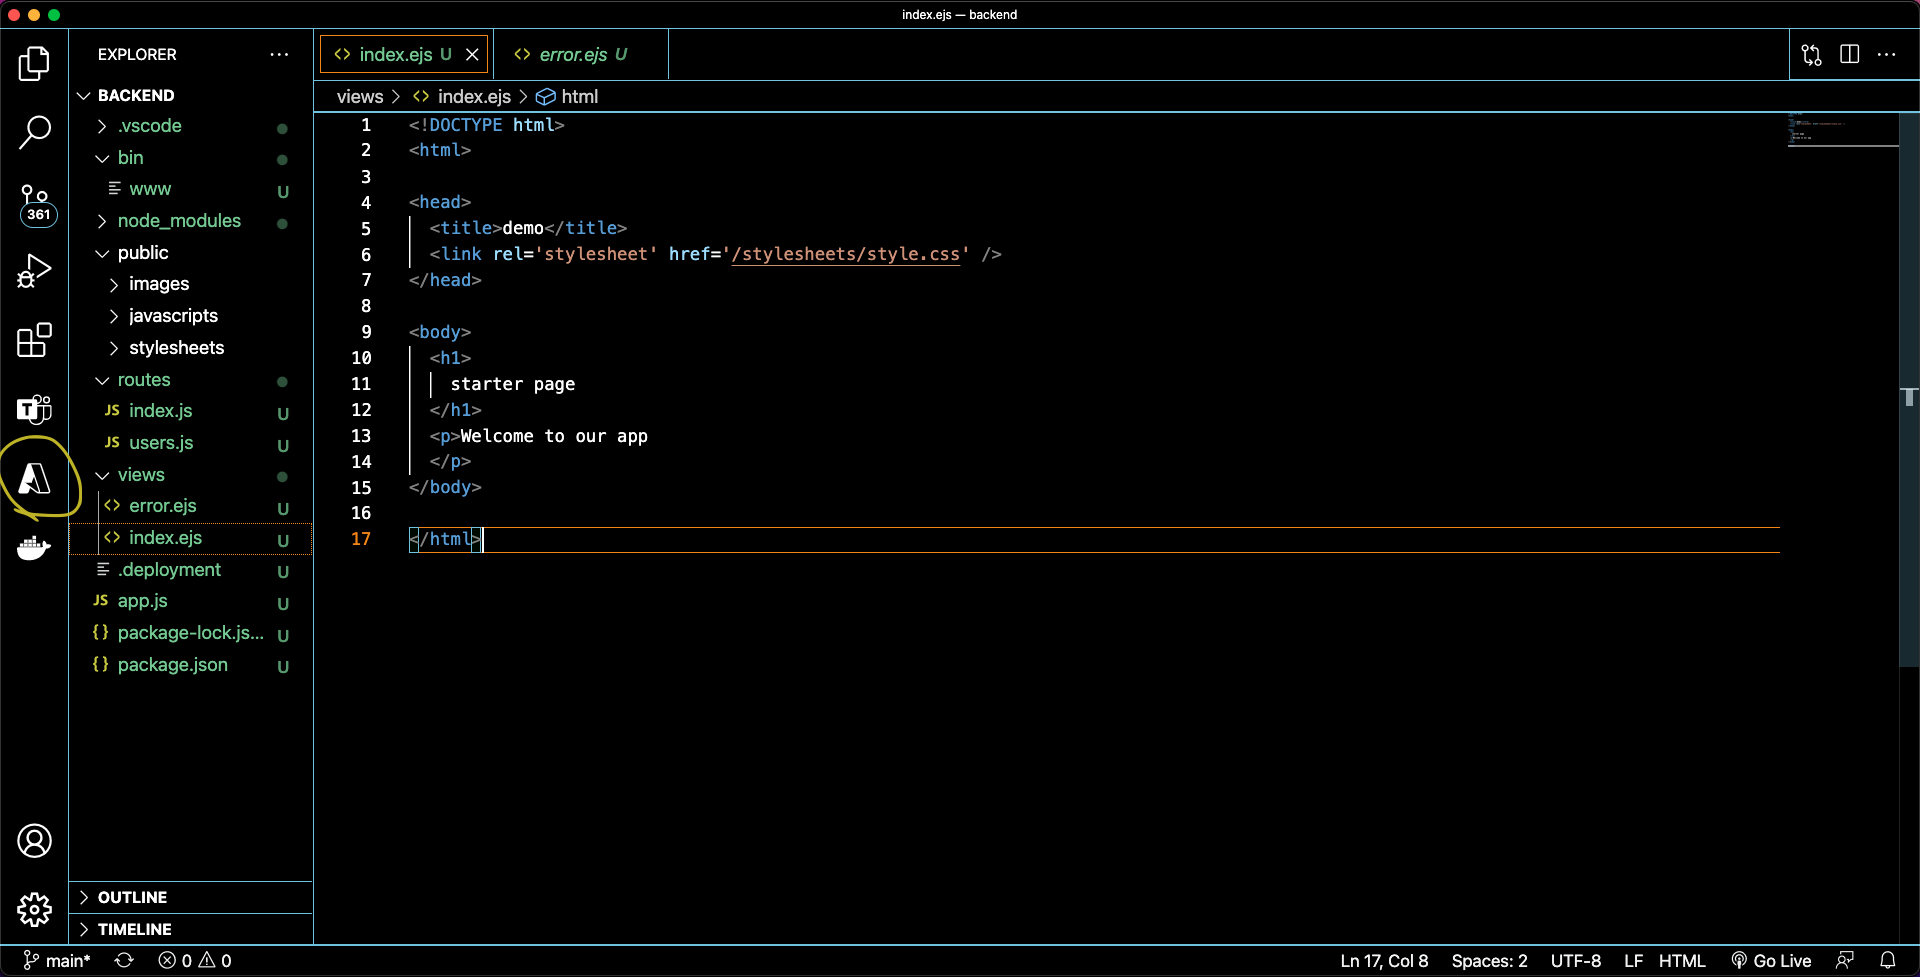 index.ejs — backend
EXPLORER
BACKEND
.vscode
bin
www U
node_modules
public
images
javascripts
stylesheets
routes
JS index.js U
JS users.js U
views
<> error.ejs U
<> index.ejs U
.deployment U
JS app.js U
{} package-lock.js... U
{} package.json U
OUTLINE
TIMELINE
361
T
<> index.ejs U
<> error.ejs U
views > <> index.ejs > html
1 <!DOCTYPE html>
2 <html>
3
4 <head>
5 <title>demo</title>
6 <link rel='stylesheet' href='/stylesheets/style.css' />
7 </head>
8
9 <body>
10 <h1>
11 starter page
12 </h1>
13 <p>Welcome to our app
14 </p>
15 </body>
16
17 </html>
main* 0 0 Ln 17, Col 8 Spaces: 2 UTF-8 LF HTML Go Live